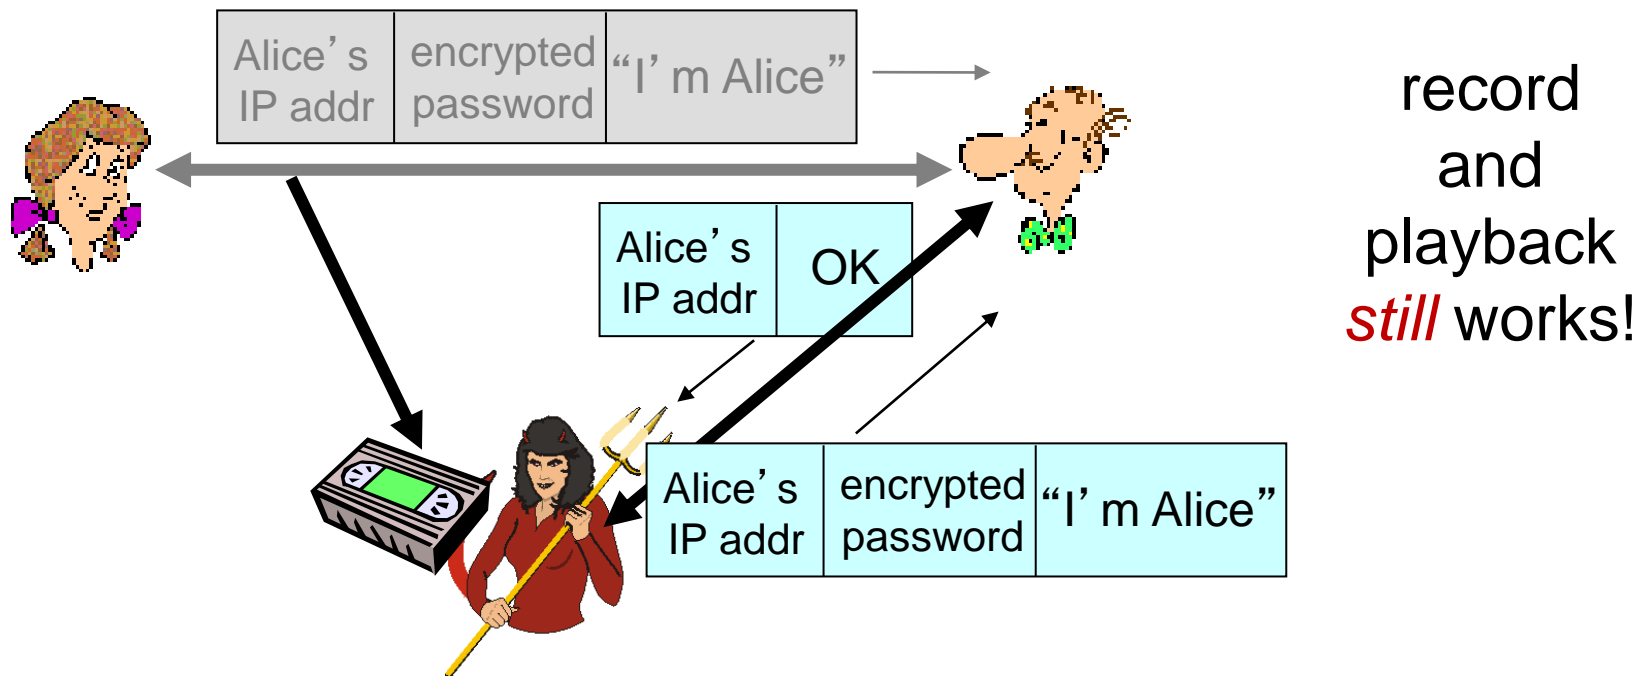 Alice’s
IP addr
encrypted
password
“I’m Alice”
record
and
playback
still works!
Alice’s
IP addr
OK
Alice’s
IP addr
encrypted
password
“I’m Alice”